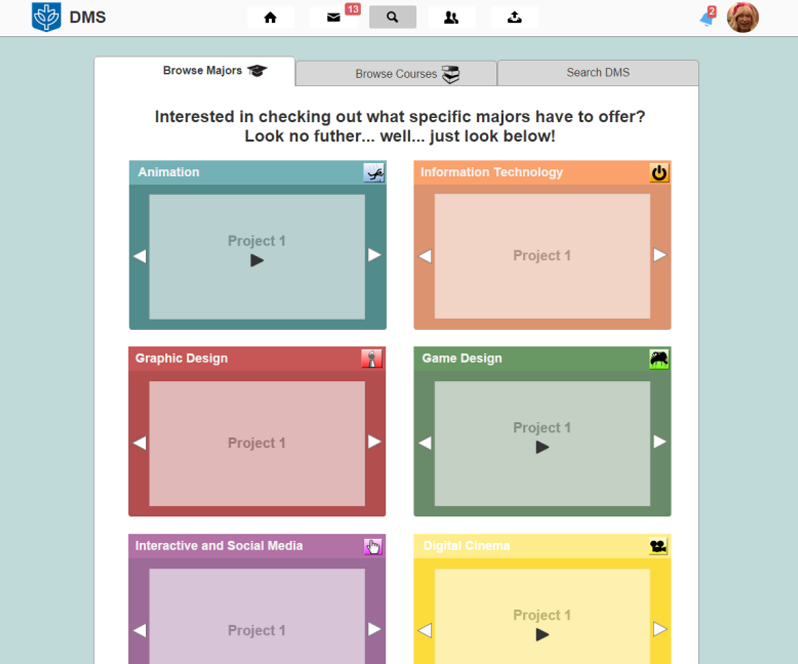 DMS
13
2
Browse Majors
Browse Courses
Search DMS
Interested in checking out what specific majors have to offer?
Look no futher... well... just look below!
Animation
Information Technology
Project 1
Project 1
Graphic Design
Game Design
Project 1
Project 1
Interactive and Social Media
Digital Cinema
Project 1
Project 1